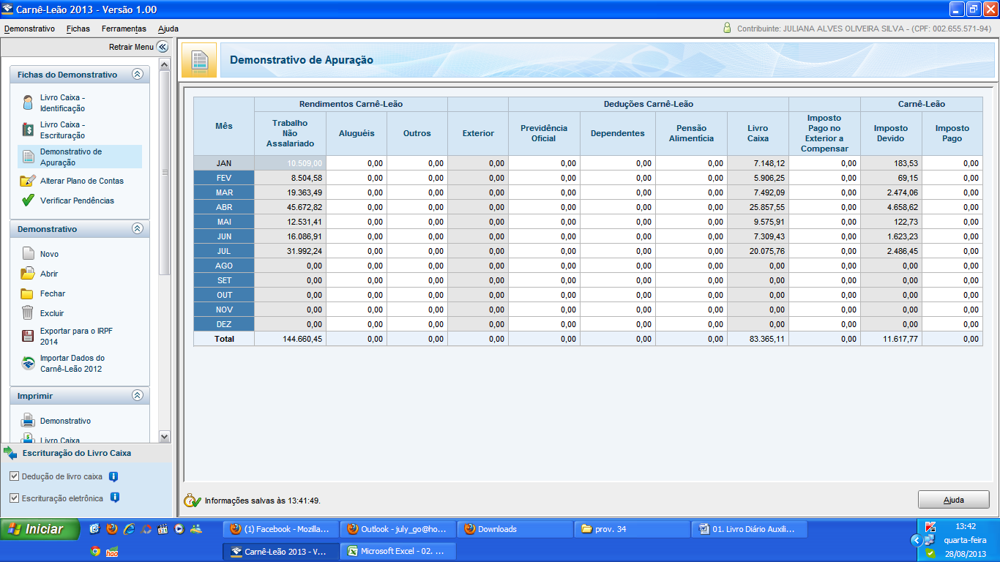 Carnê-Leão 2013 - Versão 1.00
Demonstrativo Fichas Ferramentas Ajuda
Contribuinte: JULIANA ALVES OLIVEIRA SILVA - (CPF: 002.655.571-94)
Retrair Menu
Fichas do Demonstrativo
Livro Caixa -
Identificação
Livro Caixa -
Escrituração
Demonstrativo de
Apuração
Alterar Plano de Contas
Verificar Pendências
Demonstrativo
Novo
Abrir
Fechar
Excluir
Exportar para o IRPF
2014
Importar Dados do
Carnê-Leão 2012
Imprimir
Demonstrativo
Livro Caixa
Escrituração do Livro Caixa
Dedução de livro caixa
Escrituração eletrônica
Demonstrativo de Apuração
Rendimentos Carnê-Leão Deduções Carnê-Leão Carnê-Leão
Mês
Trabalho
Não
Assalariado
Aluguéis
Outros
Exterior
Previdência
Oficial
Dependentes
Pensão
Alimentícia
Livro
Caixa
Imposto
Pago no
Exterior a
Compensar
Imposto
Devido
Imposto
Pago
JAN 10.509,00 0,00 0,00 0,00 0,00 0,00 0,00 7.148,12 0,00 183,53 0,00
FEV 8.504,58 0,00 0,00 0,00 0,00 0,00 0,00 5.906,25 0,00 69,15 0,00
MAR 19.363,49 0,00 0,00 0,00 0,00 0,00 0,00 7.492,09 0,00 2.474,06 0,00
ABR 45.672,82 0,00 0,00 0,00 0,00 0,00 0,00 25.857,55 0,00 4.658,62 0,00
MAI 12.531,41 0,00 0,00 0,00 0,00 0,00 0,00 9.575,91 0,00 122,73 0,00
JUN 16.086,91 0,00 0,00 0,00 0,00 0,00 0,00 7.309,43 0,00 1.623,23 0,00
JUL 31.992,24 0,00 0,00 0,00 0,00 0,00 0,00 20.075,76 0,00 2.486,45 0,00
AGO 0,00 0,00 0,00 0,00 0,00 0,00 0,00 0,00 0,00 0,00 0,00
SET 0,00 0,00 0,00 0,00 0,00 0,00 0,00 0,00 0,00 0,00 0,00
OUT 0,00 0,00 0,00 0,00 0,00 0,00 0,00 0,00 0,00 0,00 0,00
NOV 0,00 0,00 0,00 0,00 0,00 0,00 0,00 0,00 0,00 0,00 0,00
DEZ 0,00 0,00 0,00 0,00 0,00 0,00 0,00 0,00 0,00 0,00 0,00
Total 144.660,45 0,00 0,00 0,00 0,00 0,00 0,00 83.365,11 0,00 11.617,77 0,00
Informações salvas às 13:41:49.
Ajuda
Iniciar
(1) Facebook - Mozilla...
Outlook - july_go@ho...
Downloads
prov. 34
01. Livro Diário Auxili...
Carnê-Leão 2013 - V...
Microsoft Excel - 02. ...
13:42
quarta-feira
28/08/2013